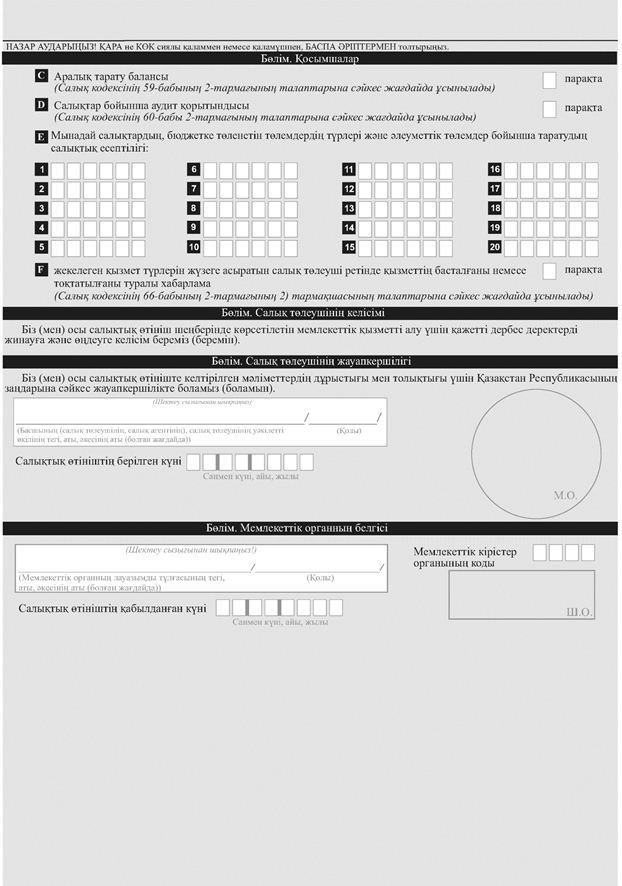 НАЗАР АУДАРЫҢЫЗ! ҚАРА не КӨК сиялы қаламмен немесе қаламұшпен, БАСПА ӘРІПТЕРМЕН толтырыңыз.
Бөлім. Қосымшалар
C Аралық тарату балансы парақта
(Салық кодексінің 59-бабының 2-тармағының талаптарына сәйкес жағдайда ұсынылады)
D Салықтар бойынша аудит қорытындысы парақта
(Салық кодексінің 60-бабы 2-тармағының талаптарына сәйкес жағдайда ұсынылады)
E Мынадай салықтардың, бюджетке төленетін төлемдердің түрлері және әлеуметтік төлемдер бойынша таратудың
салықтық есептілігі:
1 6 11 16
2 7 12 17
3 8 13 18
4 9 14 19
5 10 15 20
F жекелеген қызмет түрлерін жүзеге асыратын салық төлеуші ретінде қызметтің басталғаны немесе парақта
тоқтатылғаны туралы хабарлама
(Салық кодексінің 66-бабының 2-тармағының 2) тармақшасының талаптарына сәйкес жағдайда ұсынылады)
Бөлім. Салық төлеушінің келісімі
Біз (мен) осы салықтық өтініш шеңберінде көрсетілетін мемлекеттік қызметті алу үшін қажетті дербес деректерді
жинауға және өңдеуге келісім береміз (беремін).
Бөлім. Салық төлеушінің жауапкершілігі
Біз (мен) осы салықтық өтініште келтірілген мәліметтердің дұрыстығы мен толықтығы үшін Қазақстан Республикасының
заңдарына сәйкес жауапкершілікте боламыз (боламын).
(Шектеу сызығынан шықпаңыз)
/ /
(Басшының (салық төлеушінің, салық агентінің), салық төлеушінің уәкілетті (Қолы)
өкілінің тегі, аты, әкесінің аты (болған жағдайда))
Салықтық өтініштің берілген күні
Санмен күні, айы, жылы
М.О.
Бөлім. Мемлекеттік органның белгісі
(Шектеу сызығынан шықпаңыз!)
/ /
(Мемлекеттік органның лауазымды тұлғасының тегі, (Қолы)
аты, әкесінің аты (болған жағдайда))
Мемлекеттік кірістер
органының коды
Салықтық өтініштің қабылданған күні
Санмен күні, айы, жылы
Ш.О.